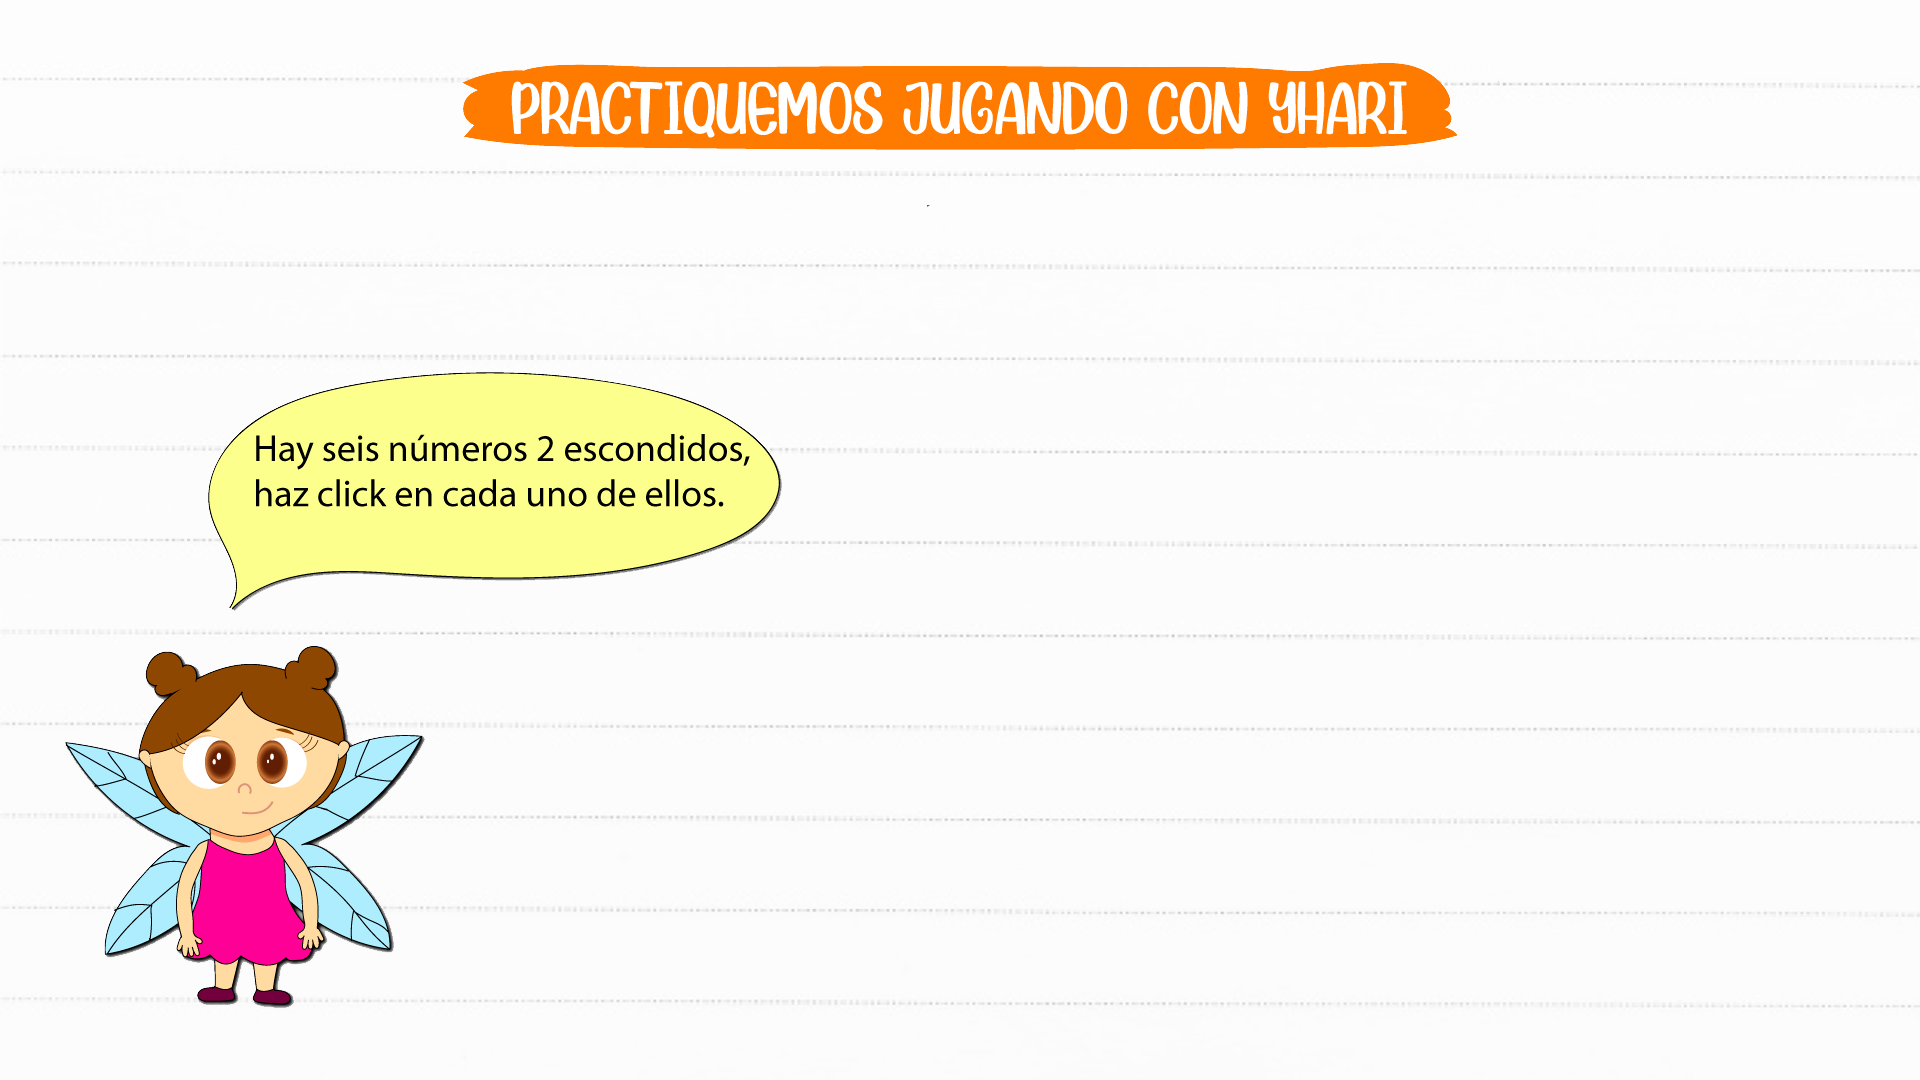 PRACTIQUEMOS JUGANDO CON YHARI
Hay seis números 2 escondidos,
haz click en cada uno de ellos.